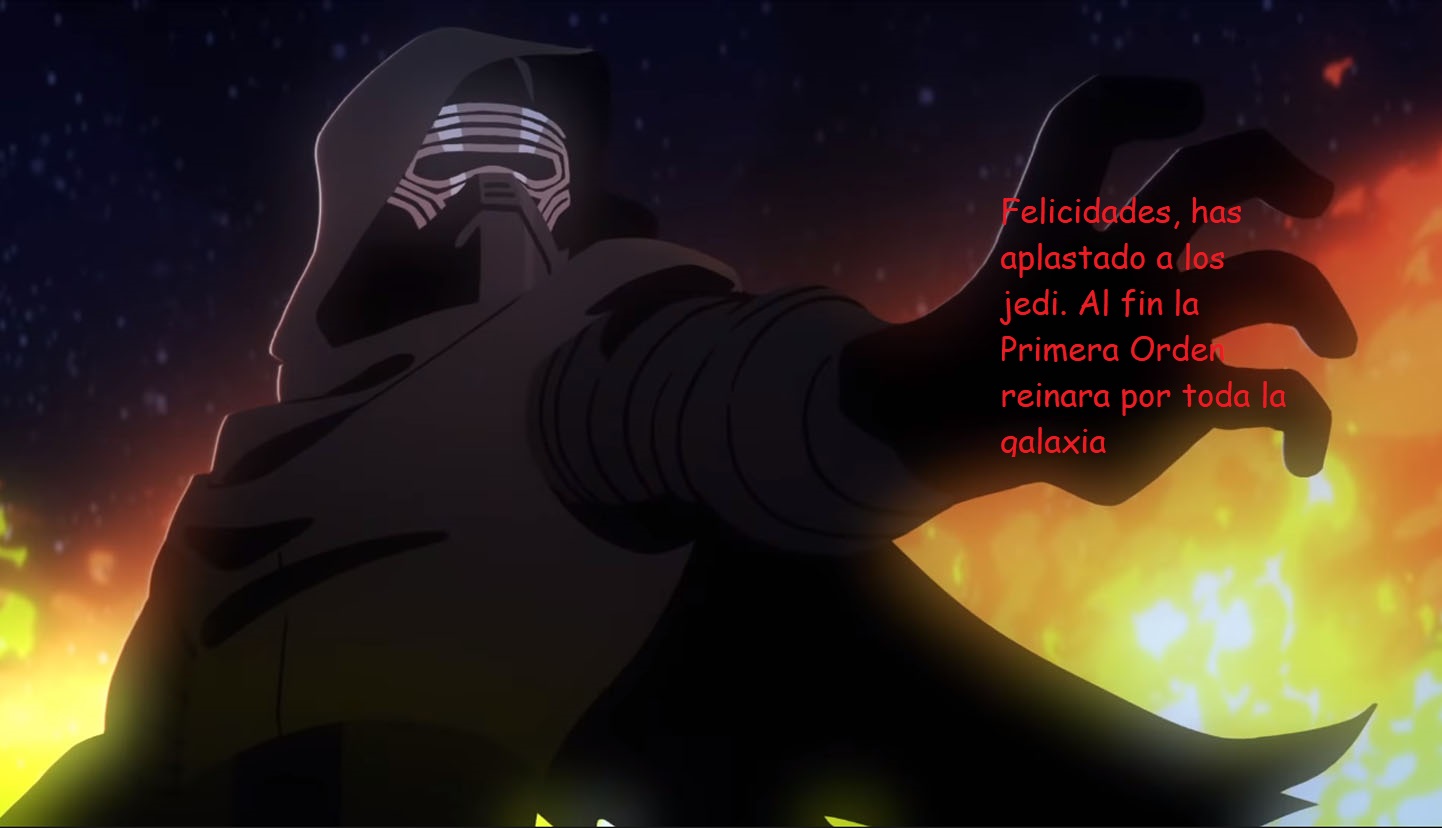 Felicidades, has
aplastado a los
jedi. Al fin la
Primera Orden
reinara por toda la
galaxia